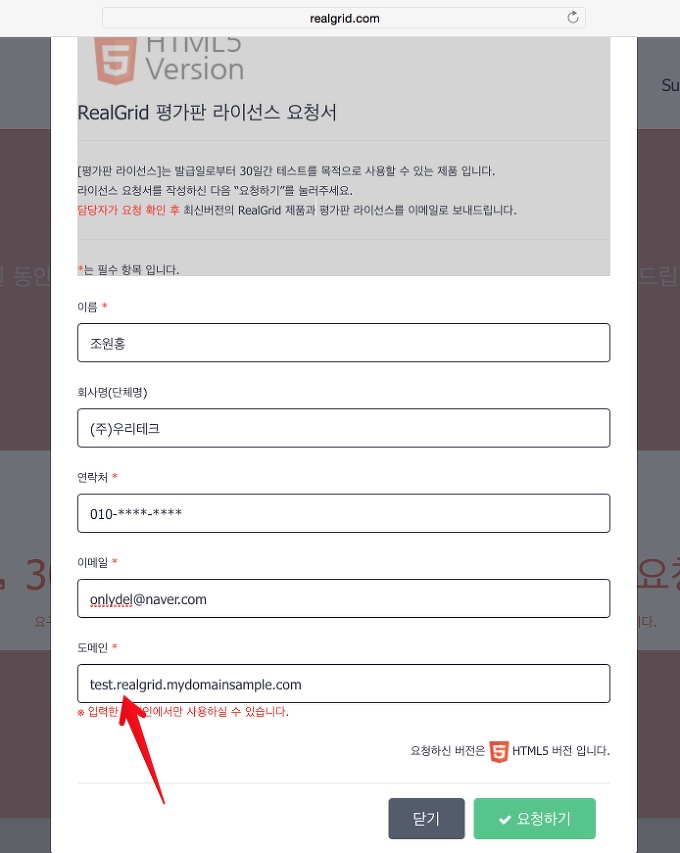 realgrid.com
HTML5
Version
Su
RealGrid 평가판 라이선스 요청서
[평가판 라이선스]는 발급일로부터 30일간 테스트를 목적으로 사용할 수 있는 제품 입니다.
라이선스 요청서를 작성하신 다음 “요청하기”를 눌러주세요.
담당자가 요청 확인 후 최신버전의 RealGrid 제품과 평가판 라이선스를 이메일로 보내드립니다.
동안
드립
*는 필수 항목 입니다.
이름 *
조원홍
회사명(단체명)
(주)우리테크
연락처 *
010-****-****
이메일 *
30
요청
onlydel@naver.com
도메인 *
test.realgrid.mydomainsample.com
※ 입력한 에서만 사용하실 수 있습니다.
요청하신 버전은 5 HTML5 버전 입니다.
닫기 ✔ 요청하기